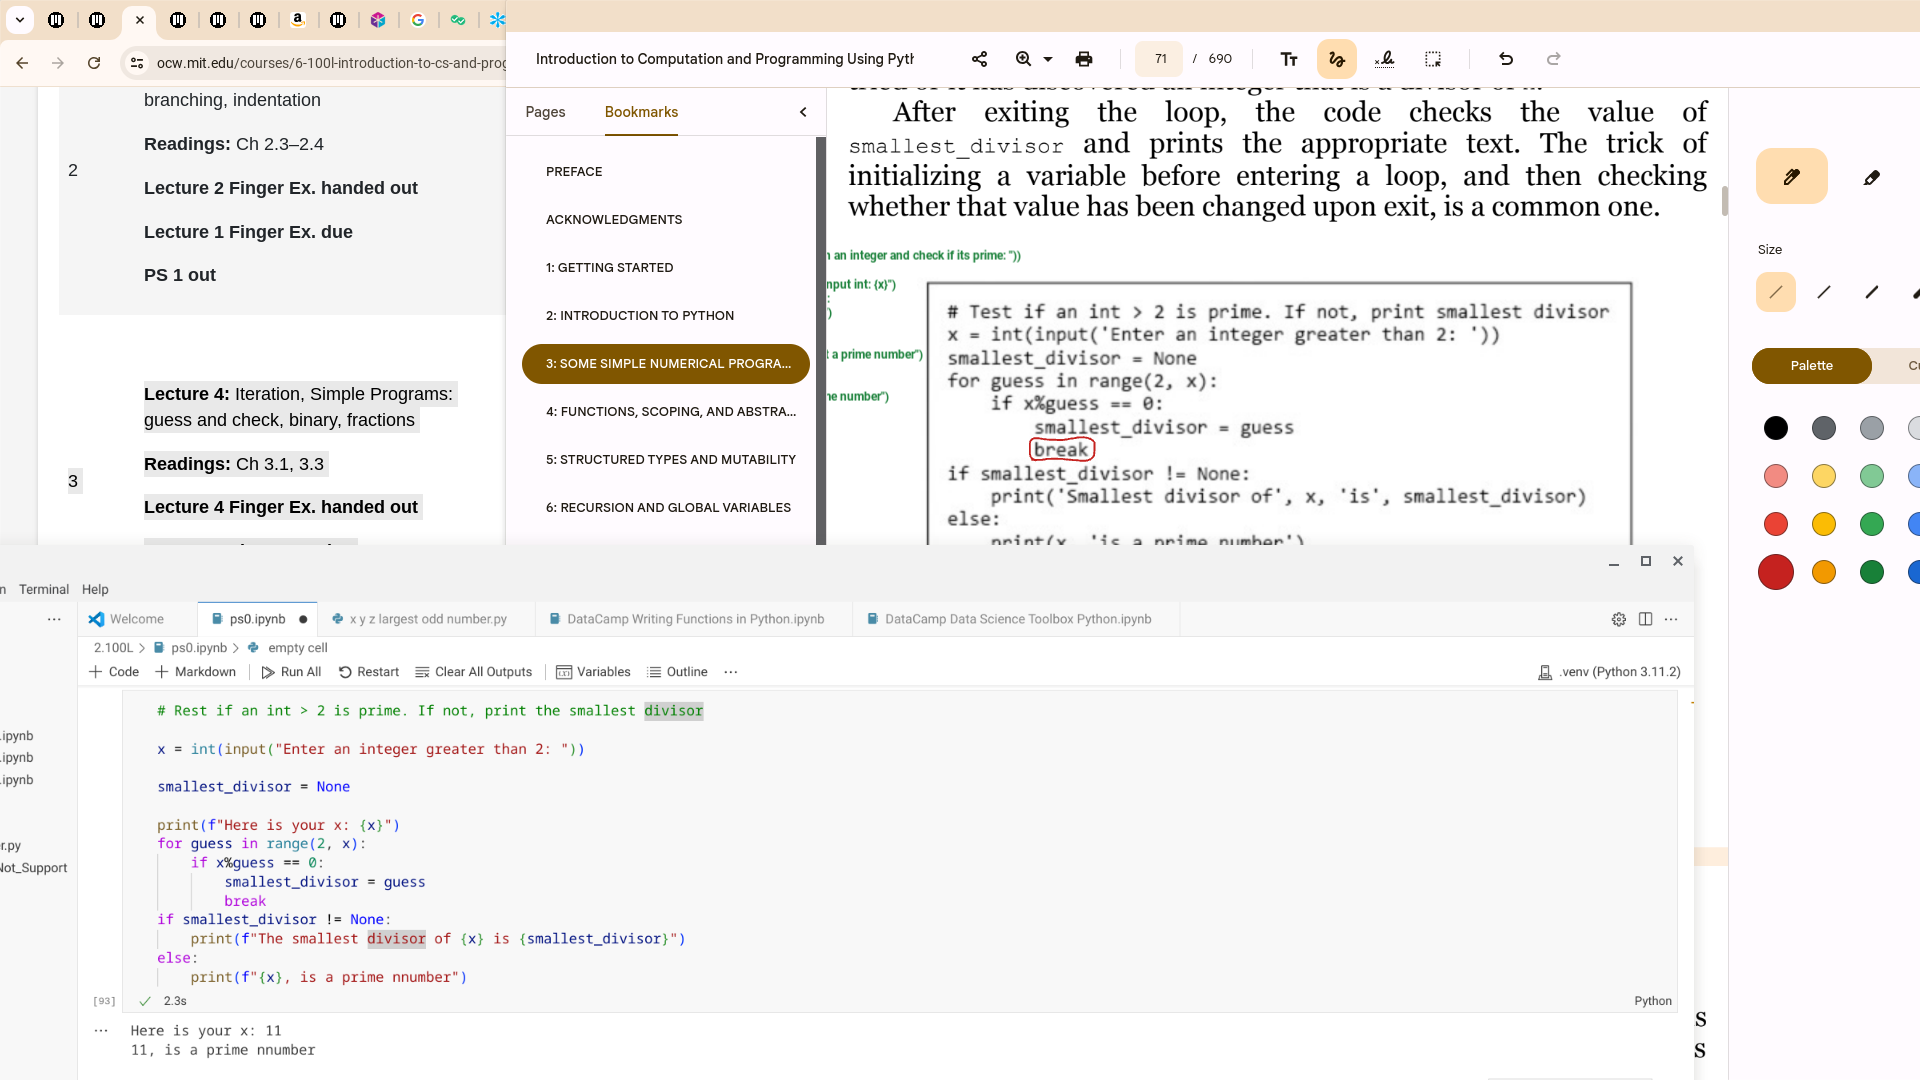 ocw.mit.edu/courses/6-100l-introduction-to-cs-and-prog
branching, indentation
Readings: Ch 2.3–2.4
2
Lecture 2 Finger Ex. handed out
Lecture 1 Finger Ex. due
PS 1 out
Lecture 4: Iteration, Simple Programs:
guess and check, binary, fractions
Readings: Ch 3.1, 3.3
3
Lecture 4 Finger Ex. handed out
Introduction to Computation and Programming Using Pyth
71 / 690
Pages Bookmarks
PREFACE
ACKNOWLEDGMENTS
1: GETTING STARTED
2: INTRODUCTION TO PYTHON
3: SOME SIMPLE NUMERICAL PROGRA...
4: FUNCTIONS, SCOPING, AND ABSTRA...
5: STRUCTURED TYPES AND MUTABILITY
6: RECURSION AND GLOBAL VARIABLES
tried or it has discovered an integer that is a divisor of x.
After exiting the loop, the code checks the value of
smallest_divisor and prints the appropriate text. The trick of
initializing a variable before entering a loop, and then checking
whether that value has been changed upon exit, is a common one.
an integer and check if its prime: "))
nput int: {x}")
:
)
t a prime number")
ne number")
# Test if an int > 2 is prime. If not, print smallest divisor
x = int(input('Enter an integer greater than 2: '))
smallest_divisor = None
for guess in range(2, x):
if x%guess == 0:
smallest_divisor = guess
break
if smallest_divisor != None:
print('Smallest divisor of', x, 'is', smallest_divisor)
else:
print(x, 'is a prime number')
Size
Palette Cu
n Terminal Help
Welcome ps0.ipynb x y z largest odd number.py DataCamp Writing Functions in Python.ipynb DataCamp Data Science Toolbox Python.ipynb
2.100L > ps0.ipynb > empty cell
+ Code + Markdown Run All Restart Clear All Outputs Variables Outline ... .venv (Python 3.11.2)
.ipynb
.ipynb
.ipynb
er.py
Not_Support
# Rest if an int > 2 is prime. If not, print the smallest divisor
x = int(input("Enter an integer greater than 2: "))
smallest_divisor = None
print(f"Here is your x: {x}")
for guess in range(2, x):
if x%guess == 0:
smallest_divisor = guess
break
if smallest_divisor != None:
print(f"The smallest divisor of {x} is {smallest_divisor}")
else:
print(f"{x}, is a prime nnumber")
[93] 2.3s Python
Here is your x: 11
11, is a prime nnumber
s
s